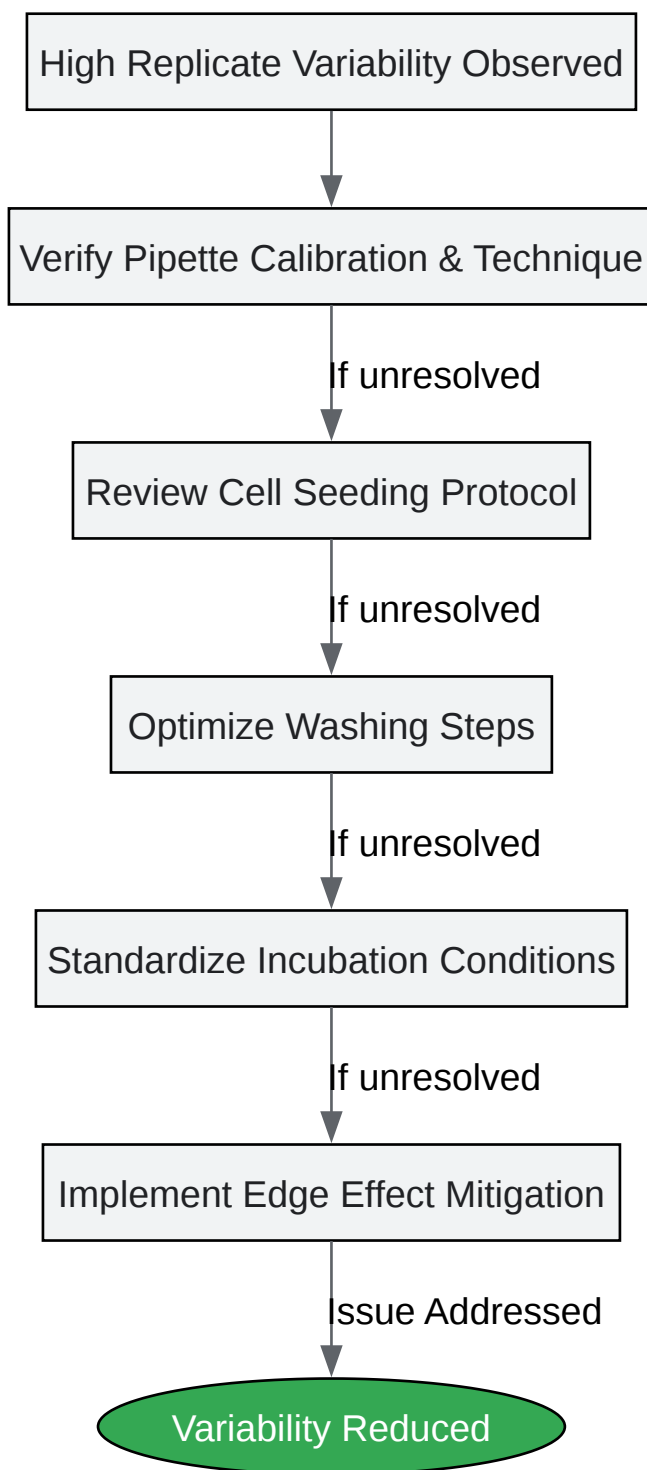 High Replicate Variability Observed
Verify Pipette Calibration & Technique
If unresolved
Review Cell Seeding Protocol
If unresolved
Optimize Washing Steps
If unresolved
Standardize Incubation Conditions
If unresolved
Implement Edge Effect Mitigation
Issue Addressed
Variability Reduced